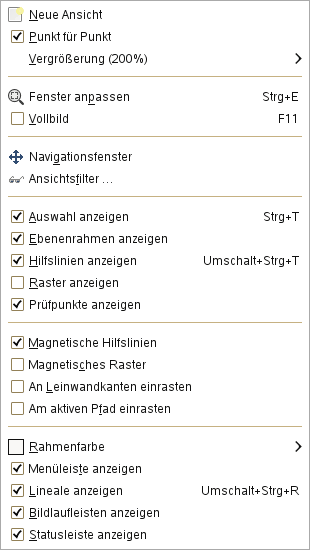 Neue Ansicht
Punkt für Punkt
Vergrößerung (200%)
Fenster anpassen Strg+E
Vollbild F11
Navigationsfenster
Ansichtsfilter ...
Auswahl anzeigen Strg+T
Ebenenrahmen anzeigen
Hilfslinien anzeigen Umschalt+Strg+T
Raster anzeigen
Prüfpunkte anzeigen
Magnetische Hilfslinien
Magnetisches Raster
An Leinwandkanten einrasten
Am aktiven Pfad einrasten
Rahmenfarbe
Menüleiste anzeigen
Lineale anzeigen Umschalt+Strg+R
Bildlaufleisten anzeigen
Statusleiste anzeigen